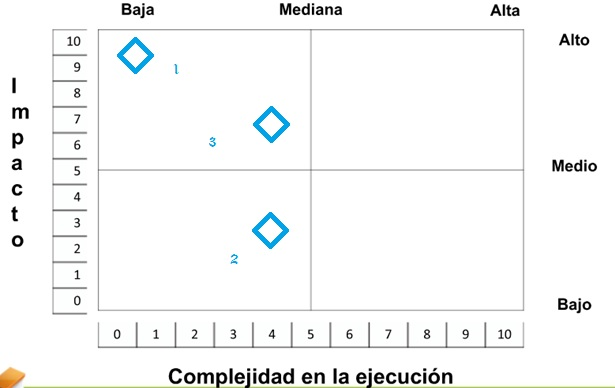 Baja Mediana Alta
10 Alto
9 1
8
7
6 3
5 Medio
4
3
2 2
1
0 Bajo
Impacto
0 1 2 3 4 5 6 7 8 9 10
Complejidad en la ejecución